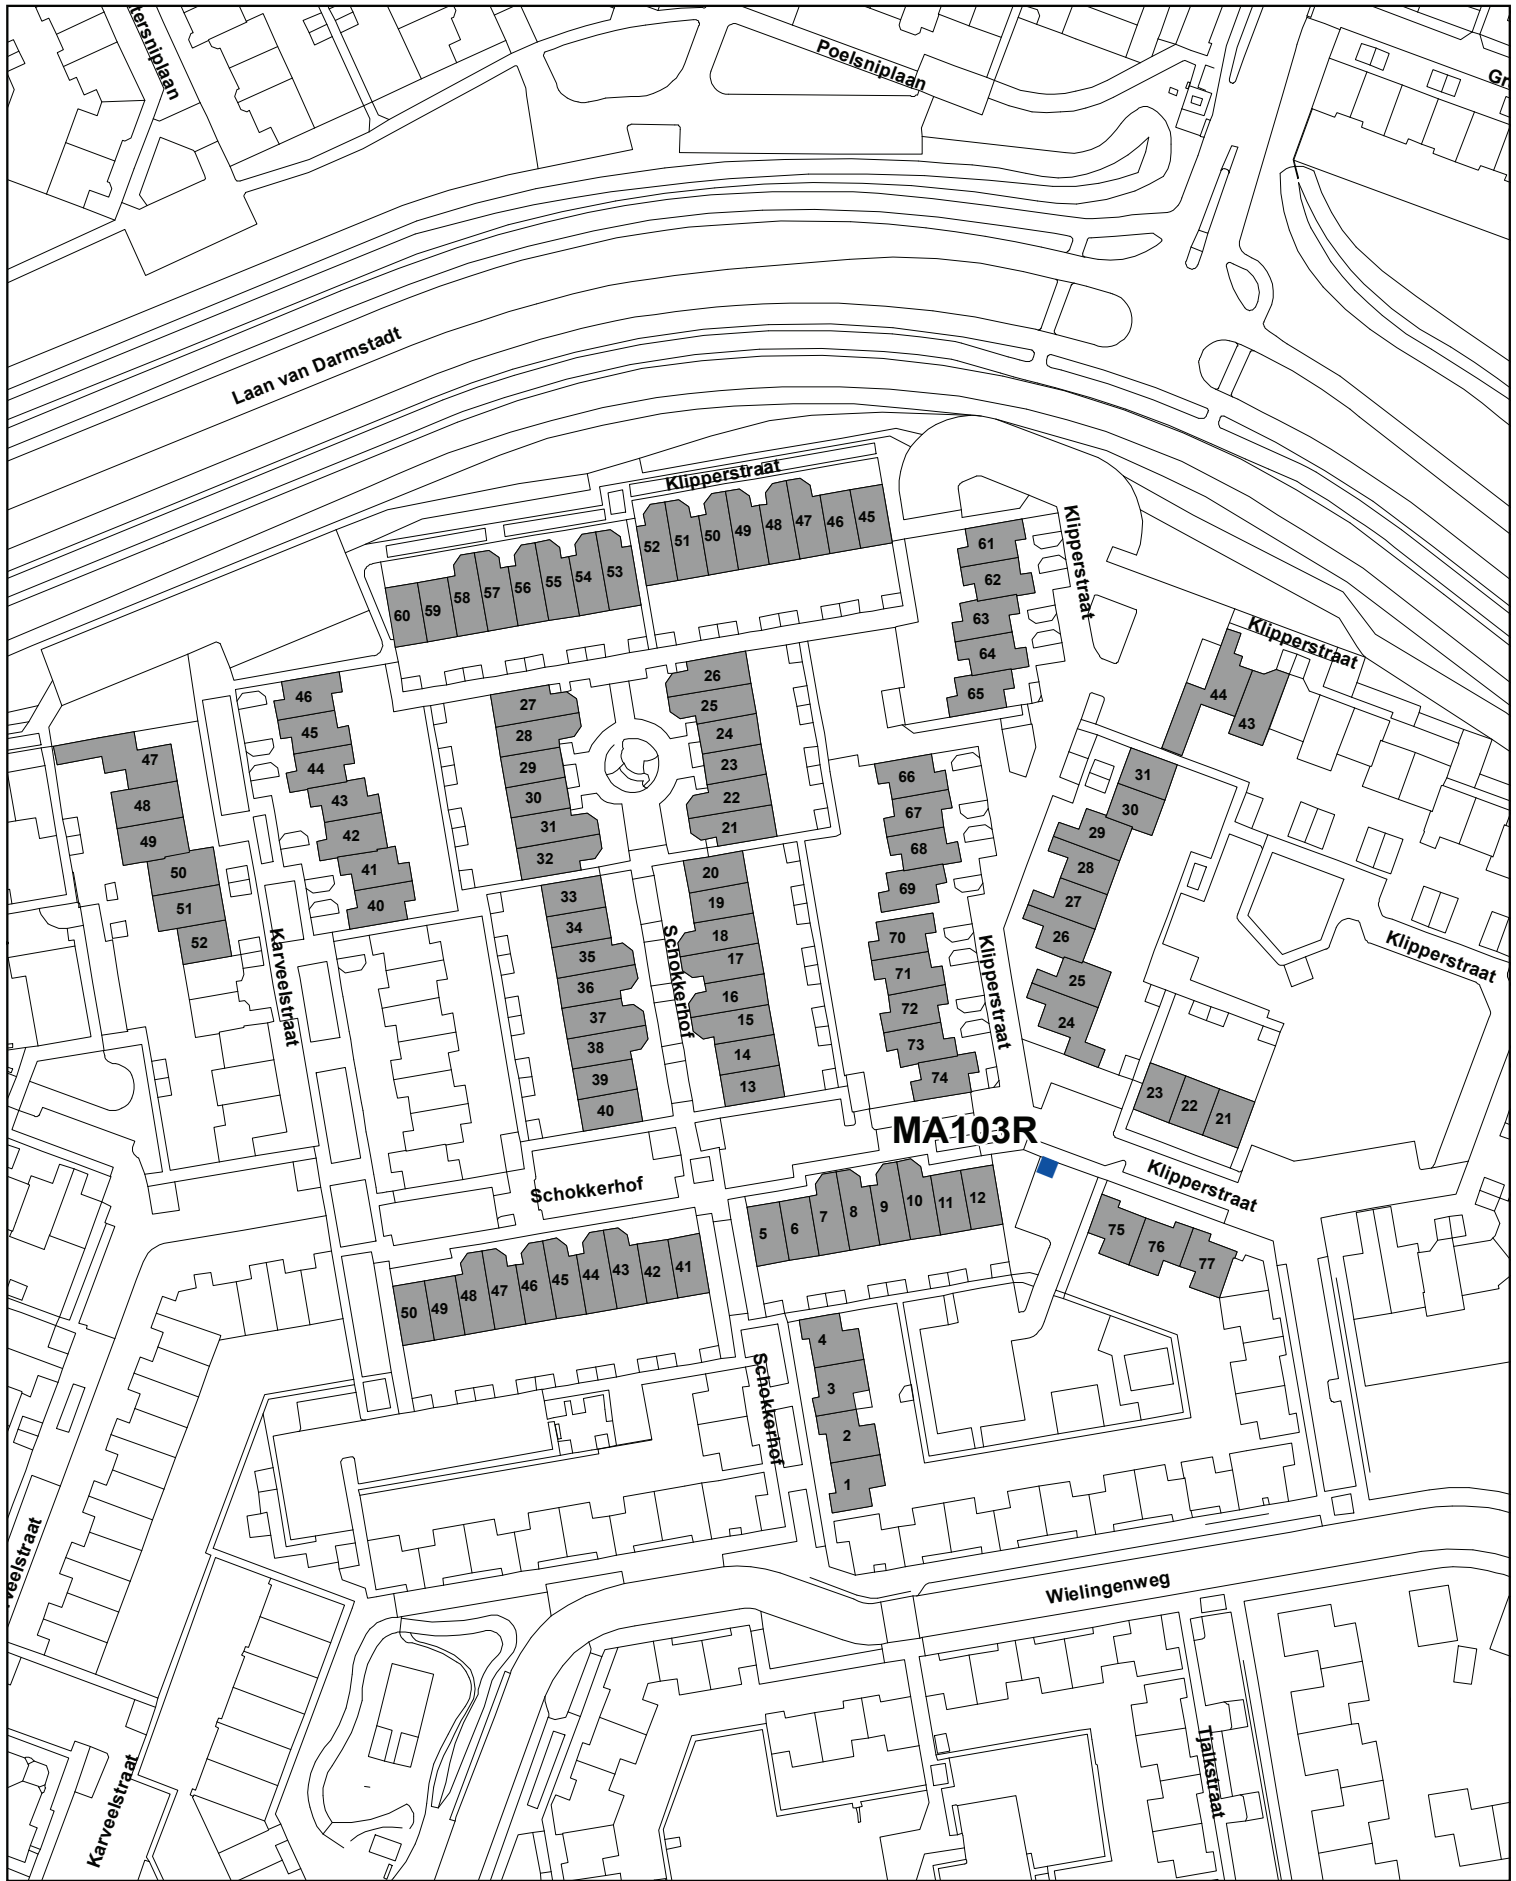 tersniplaan
Poelsniplaan
Gr
Laan van Darmstadt
Klipperstraat
52 51 50 49 48 47 46 45
60 59 58 57 56 55 54 53
Klipperstraat
61
62
63
64
65
Klipperstraat
44 43
46
45
44
43
42
41
40
47
48
49
50
51
52
Karveelstraat
27
28
29
30
31
32
26
25
24
23
22
21
33
34
35
36
37
38
39
40
20
19
18
17
16
15
14
13
Schokkerhof
66
67
68
69
70
71
72
73
74
Klipperstraat
31
30
29
28
27
26
25
24
Klipperstraat
23 22 21
MA103R
Klipperstraat
Schokkerhof
5 6 7 8 9 10 11 12
75 76 77
50 49 48 47 46 45 44 43 42 41
4
3
2
1
Schokkerhof
veelstraat
Wielingenweg
Karveelstraat
Tjalkstraat